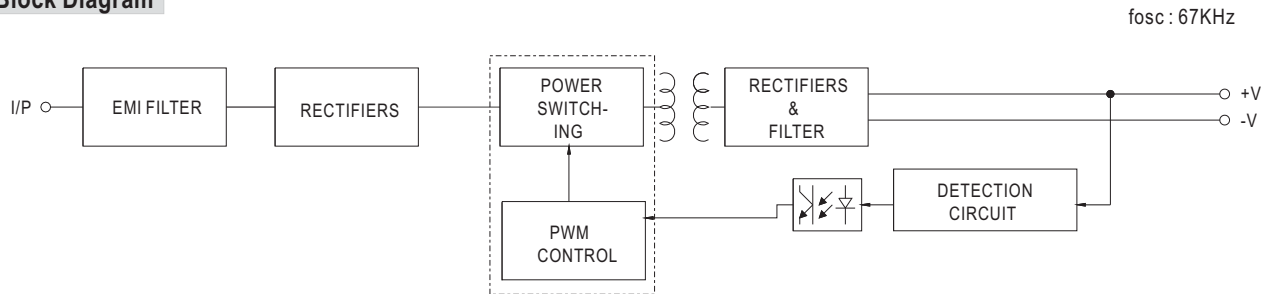 Block Diagram
fosc : 67KHz
I/P
EMI FILTER
RECTIFIERS
POWER
SWITCH-
ING
RECTIFIERS
&
FILTER
+V
-V
DETECTION
CIRCUIT
PWM
CONTROL